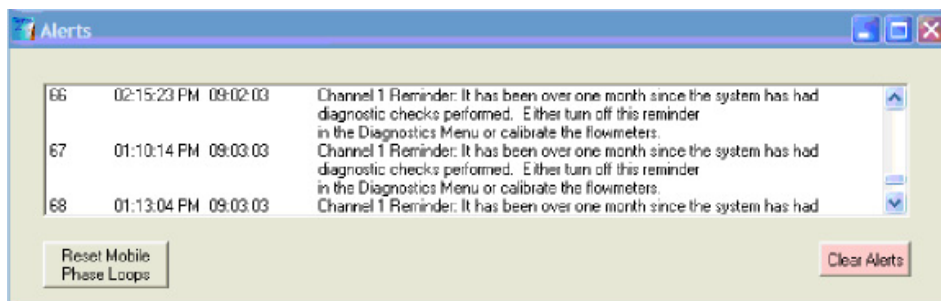 Alerts
66 02:15:23 PM 09:02:03 Channel 1 Reminder: It has been over one month since the system has had
diagnostic checks performed. Either turn off this reminder
in the Diagnostics Menu or calibrate the flowmeters.
67 01:10:14 PM 09:03:03 Channel 1 Reminder: It has been over one month since the system has had
diagnostic checks performed. Either turn off this reminder
in the Diagnostics Menu or calibrate the flowmeters.
68 01:13:04 PM 09:03:03 Channel 1 Reminder: It has been over one month since the system has had
Reset Mobile
Phase Loops
Clear Alerts